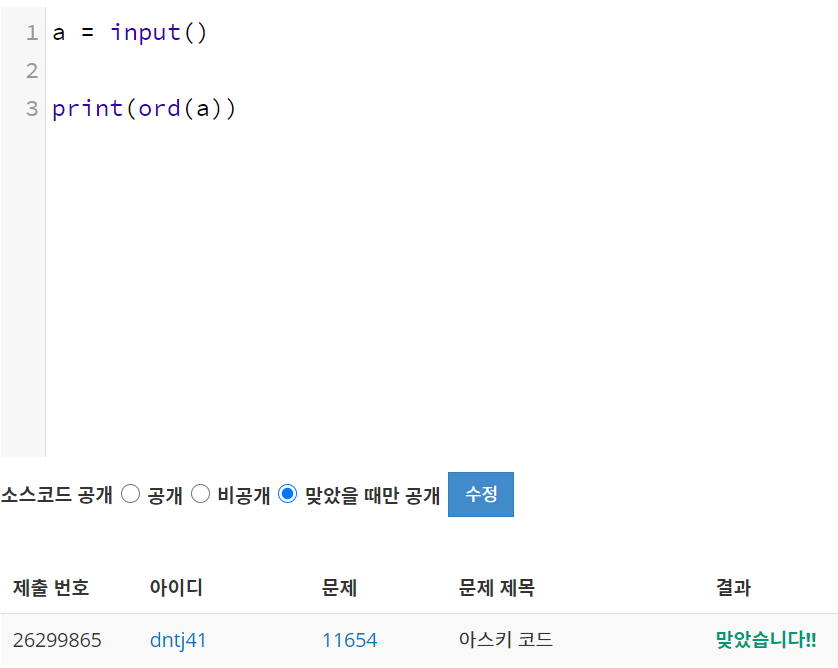 1 a = input()
2
3 print(ord(a))
소스코드 공개 공개 비공개 맞았을 때만 공개 수정
제출 번호 아이디 문제 문제 제목 결과
26299865 dntj41 11654 아스키 코드 맞았습니다!!